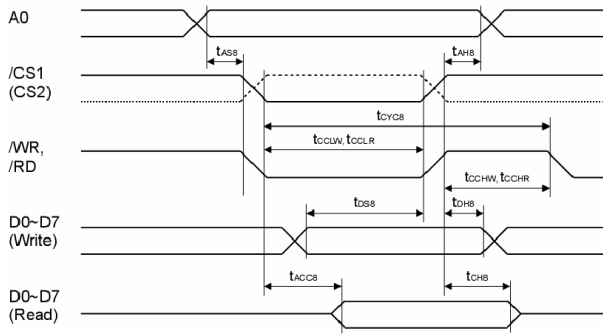 A0
tAS8 tAH8
/CS1
(CS2)
tCYC8
/WR,
/RD
tCCLW, tCCLR
tCCHW, tCCHR
tDS8 tDH8
D0~D7
(Write)
tACC8 tCH8
D0~D7
(Read)